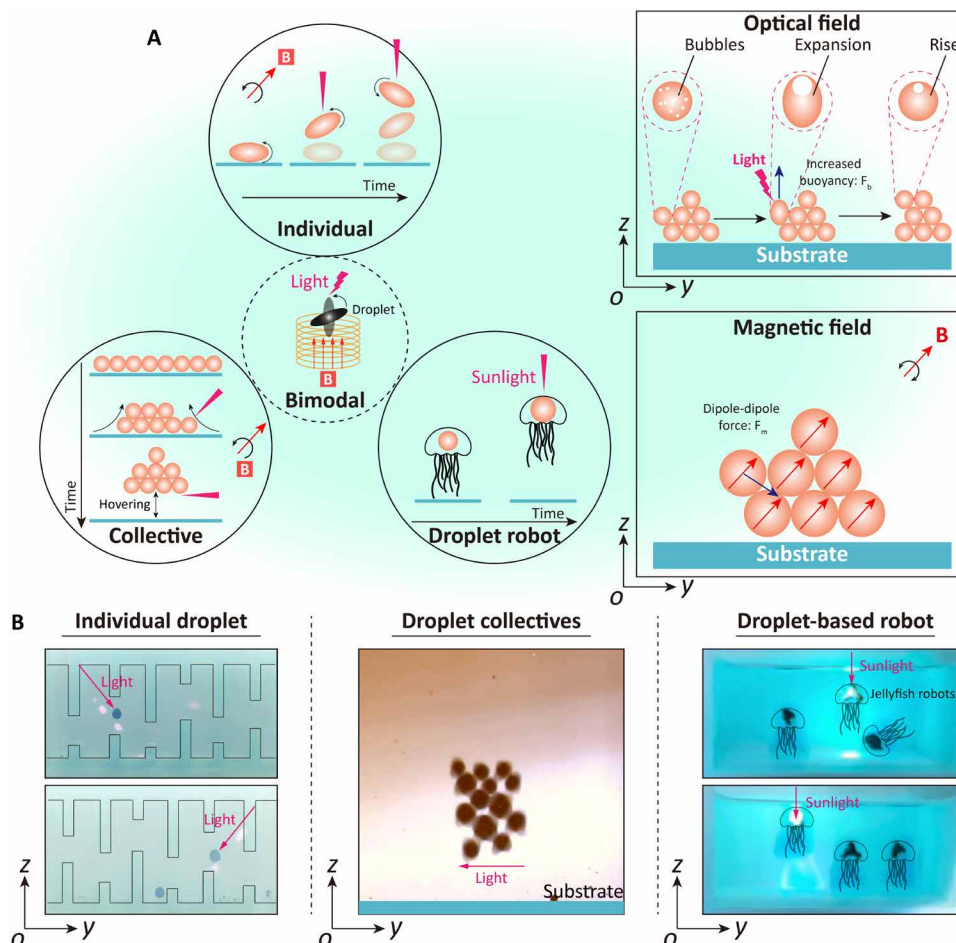 A
B
Time
Individual
Light
Droplet
B
Bimodal
Time
Hovering
B
Collective
Sunlight
Time
Droplet robot
Optical field
Bubbles
Expansion
Rise
Light
Increased
buoyancy: Fb
z
Substrate
o
y
Magnetic field
B
Dipole-dipole
force: Fm
z
Substrate
o
y
B
Individual droplet
Light
Light
z
o
y
Droplet collectives
Light
Substrate
z
o
y
Droplet-based robot
Sunlight
Jellyfish robots
Sunlight
z
o
y